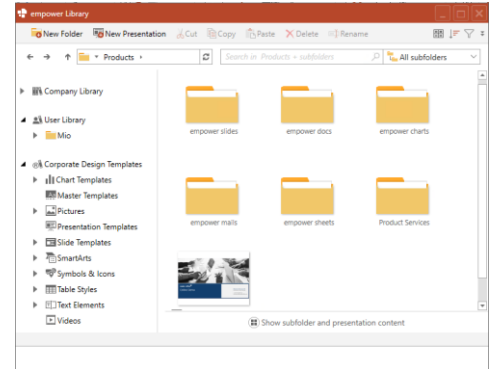 empower Library
New Folder New Presentation Cut Copy Paste Delete Rename
Products Search in Products + subfolders All subfolders
Company Library
User Library
Mio
Corporate Design Templates
Chart Templates
Master Templates
Pictures
Presentation Templates
Slide Templates
SmartArts
Symbols & Icons
Table Styles
Text Elements
Videos
empower slides empower docs empower charts
empower mails empower sheets Product Services
Show subfolder and presentation content